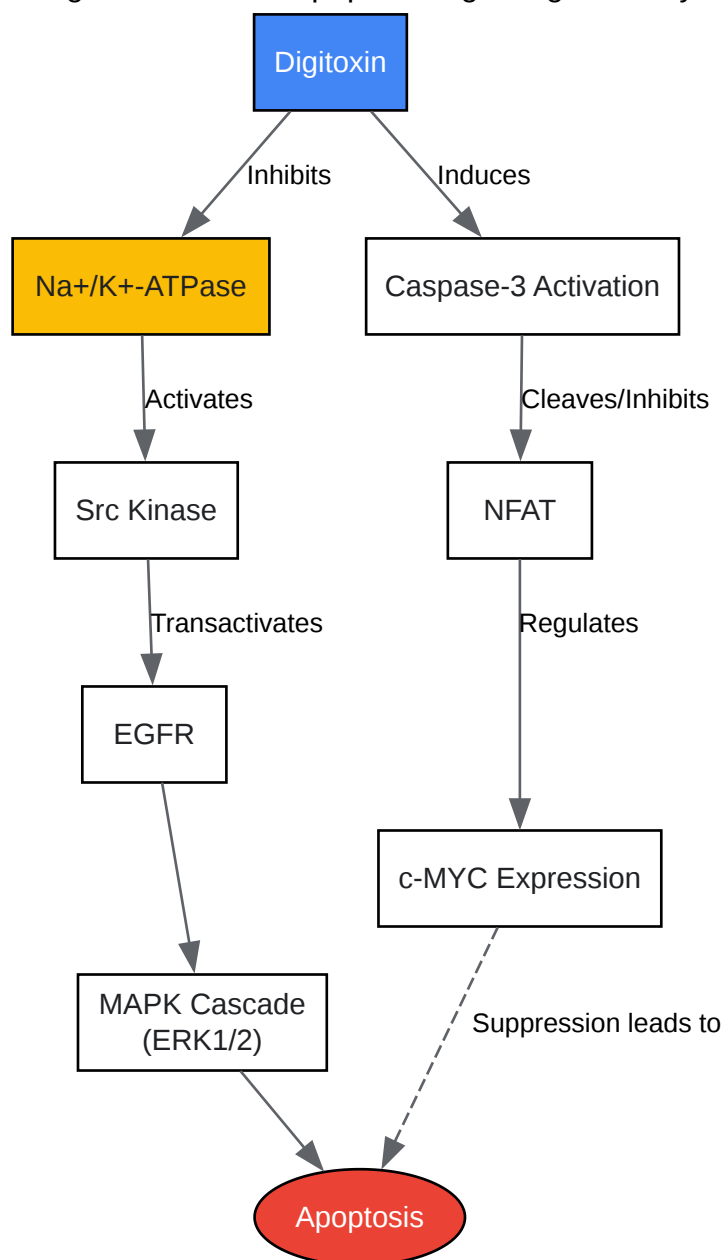 Digitoxin
Inhibits
Induces
Na+/K+-ATPase
Caspase-3 Activation
Activates
Cleaves/Inhibits
Src Kinase
NFAT
Transactivates
Regulates
EGFR
c-MYC Expression
MAPK Cascade
(ERK1/2)
Suppression leads to
Apoptosis